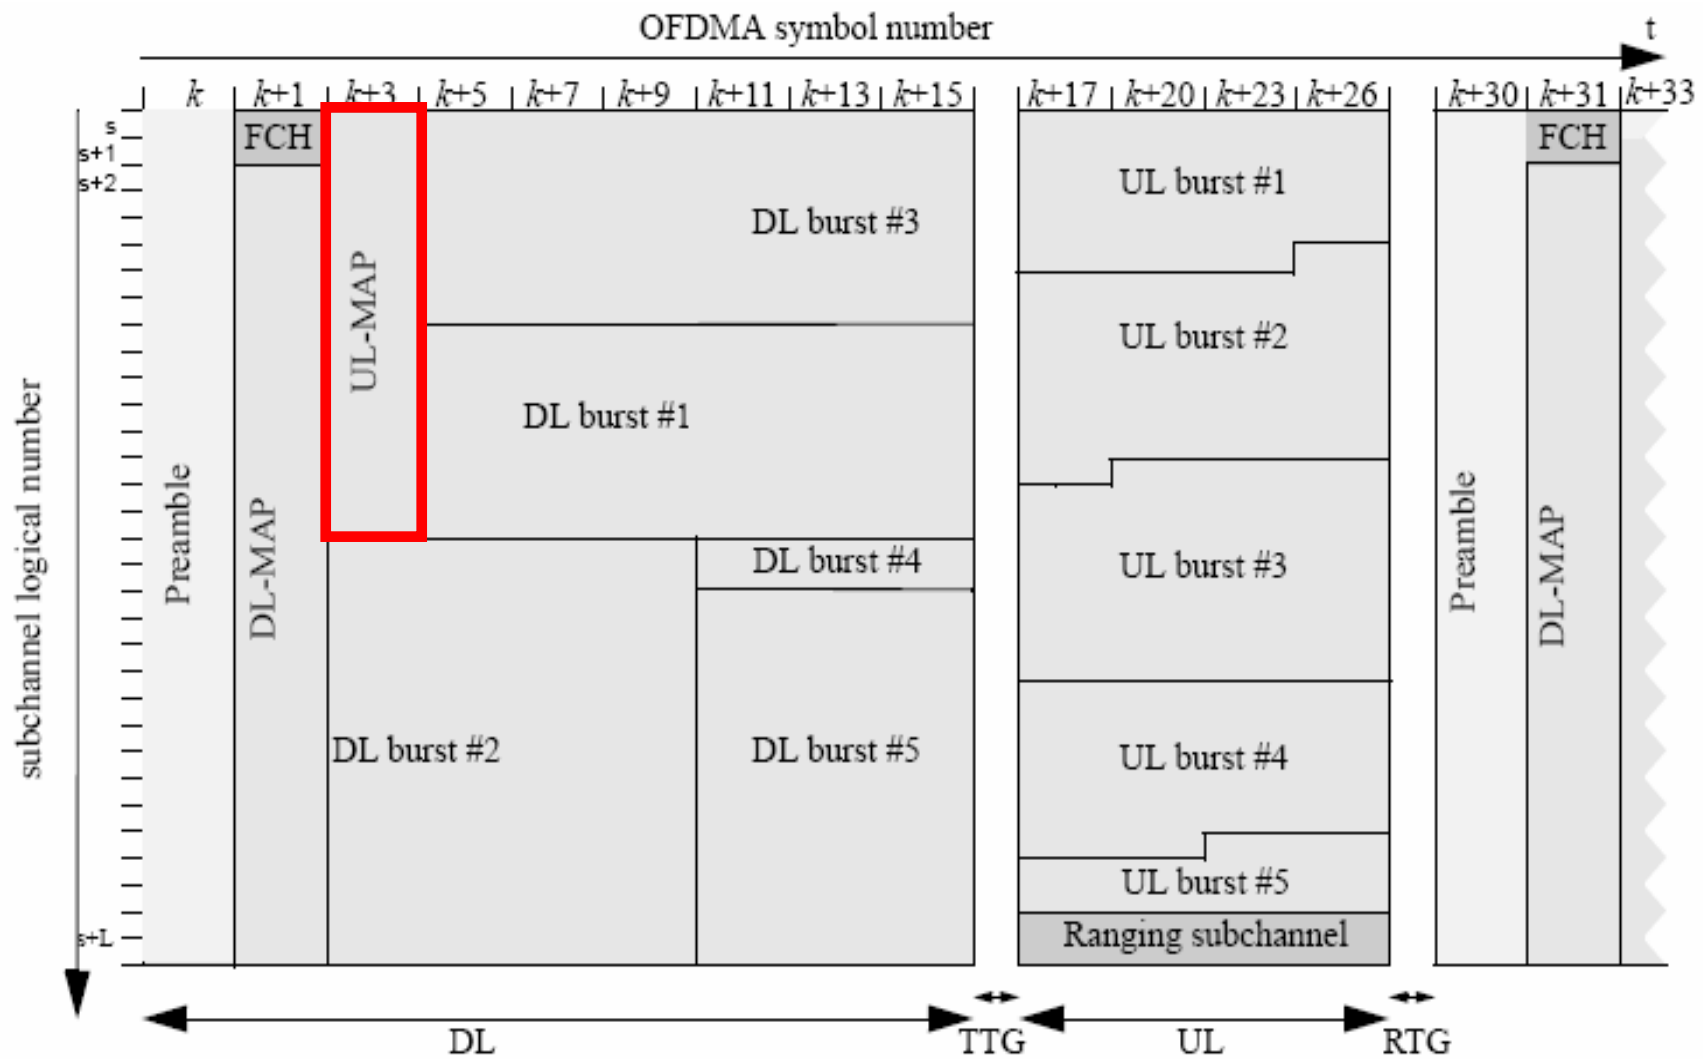 OFDMA symbol number
t
k k+1 k+3 k+5 k+7 k+9 k+11 k+13 k+15 k+17 k+20 k+23 k+26 k+30 k+31 k+33
s
s+1
s+2
s+L
subchannel logical number
Preamble
FCH
DL-MAP
UL-MAP
DL burst #3
DL burst #1
DL burst #4
DL burst #2
DL burst #5
UL burst #1
UL burst #2
UL burst #3
UL burst #4
UL burst #5
Ranging subchannel
Preamble
FCH
DL-MAP
DL TTG UL RTG